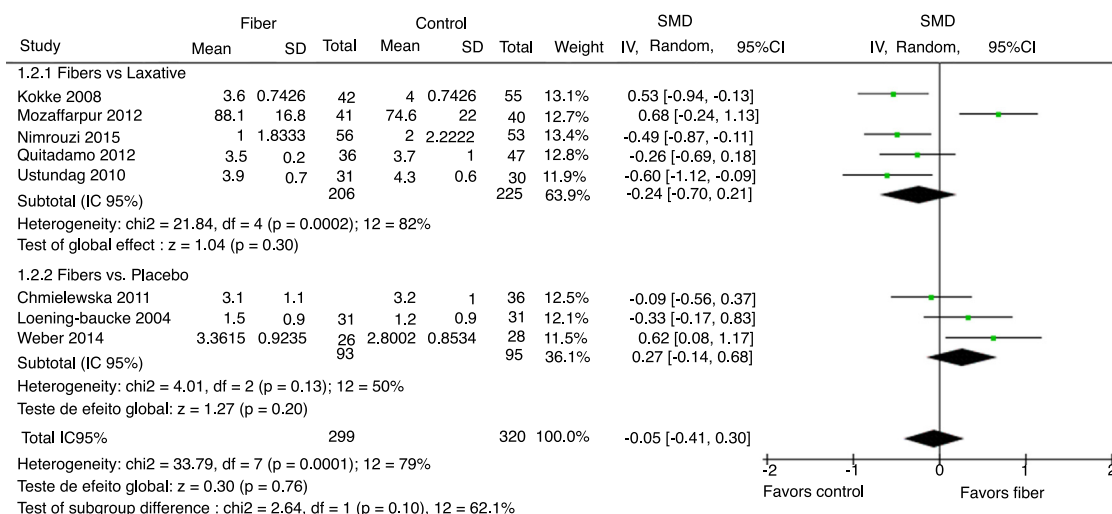 Fiber Control SMD SMD
Study Mean SD Total Mean SD Total Weight IV, Random, 95%CI IV, Random, 95%CI
1.2.1 Fibers vs Laxative
Kokke 2008 3.6 0.7426 42 4 0.7426 55 13.1% 0.53 [-0.94, -0.13]
Mozaffarpur 2012 88.1 16.8 41 74.6 22 40 12.7% 0.68 [-0.24, 1.13]
Nimrouzi 2015 1 1.8333 56 2 2.2222 53 13.4% -0.49 [-0.87, -0.11]
Quitadamo 2012 3.5 0.2 36 3.7 1 47 12.8% -0.26 [-0.69, 0.18]
Ustundag 2010 3.9 0.7 31 4.3 0.6 30 11.9% -0.60 [-1.12, -0.09]
Subtotal (IC 95%) 206 225 63.9% -0.24 [-0.70, 0.21]
Heterogeneity: chi2 = 21.84, df = 4 (p = 0.0002); 12 = 82%
Test of global effect : z = 1.04 (p = 0.30)
1.2.2 Fibers vs. Placebo
Chmielewska 2011 3.1 1.1 3.2 1 36 12.5% -0.09 [-0.56, 0.37]
Loening-baucke 2004 1.5 0.9 31 1.2 0.9 31 12.1% -0.33 [-0.17, 0.83]
Weber 2014 3.3615 0.9235 26 2.8002 0.8534 28 11.5% 0.62 [0.08, 1.17]
Subtotal (IC 95%) 93 95 36.1% 0.27 [-0.14, 0.68]
Heterogeneity: chi2 = 4.01, df = 2 (p = 0.13); 12 = 50%
Teste de efeito global: z = 1.27 (p = 0.20)
Total IC95% 299 320 100.0% -0.05 [-0.41, 0.30]
Heterogeneity: chi2 = 33.79, df = 7 (p = 0.0001); 12 = 79%
Teste de efeito global: z = 0.30 (p = 0.76)
Test of subgroup difference : chi2 = 2.64, df = 1 (p = 0.10), 12 = 62.1%
-2 -1 0 1 2
Favors control Favors fiber